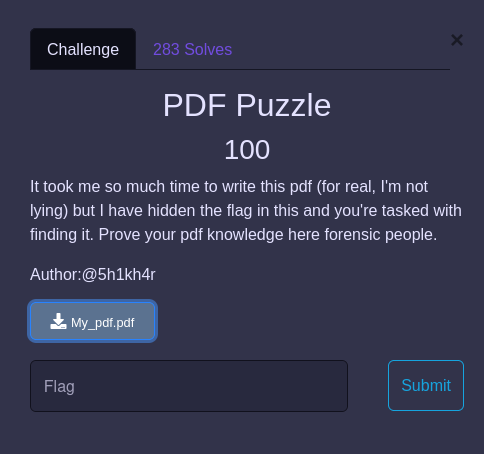 Challenge
283 Solves
×
PDF Puzzle
100
It took me so much time to write this pdf (for real, I'm not
lying) but I have hidden the flag in this and you're tasked with
finding it. Prove your pdf knowledge here forensic people.
Author:@5h1kh4r
My_pdf.pdf
Flag
Submit